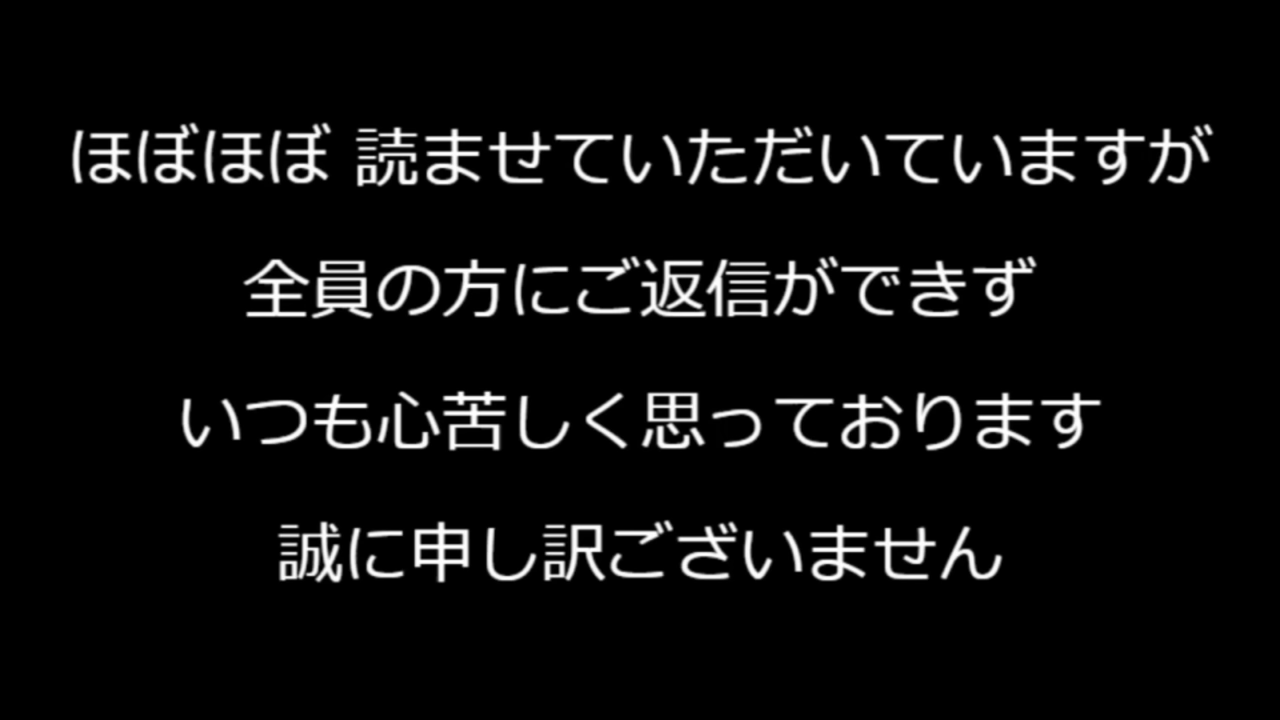 ほぼほぼ 読ませていただいていますが
全員の方にご返信ができず
いつも心苦しく思っております
誠に申し訳ございません